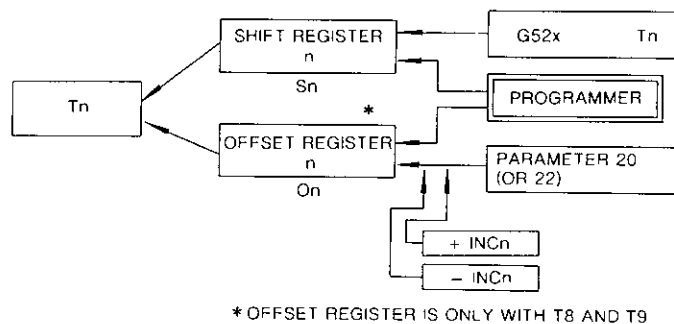 SHIFT REGISTER
n
Sn
G52x Tn
PROGRAMMER
Tn
*
OFFSET REGISTER
n
On
PARAMETER 20
(OR 22)
+ INCn
– INCn
* OFFSET REGISTER IS ONLY WITH T8 AND T9